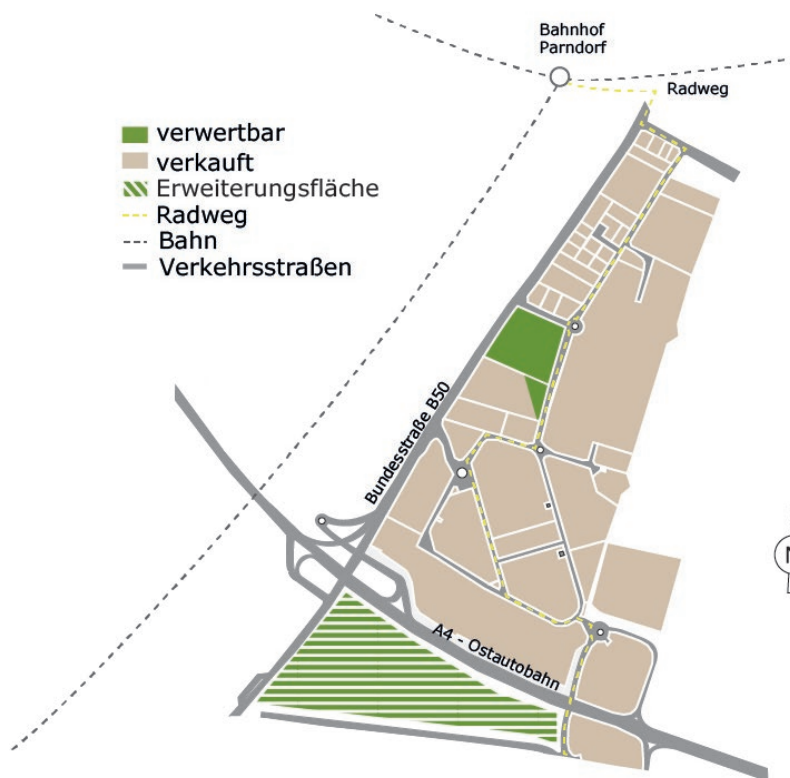 Bahnhof
Parndorf
Radweg
verwertbar
verkauft
Erweiterungsfläche
Radweg
Bahn
Verkehrsstraßen
Bundesstraße B50
A4 - Ostautobahn